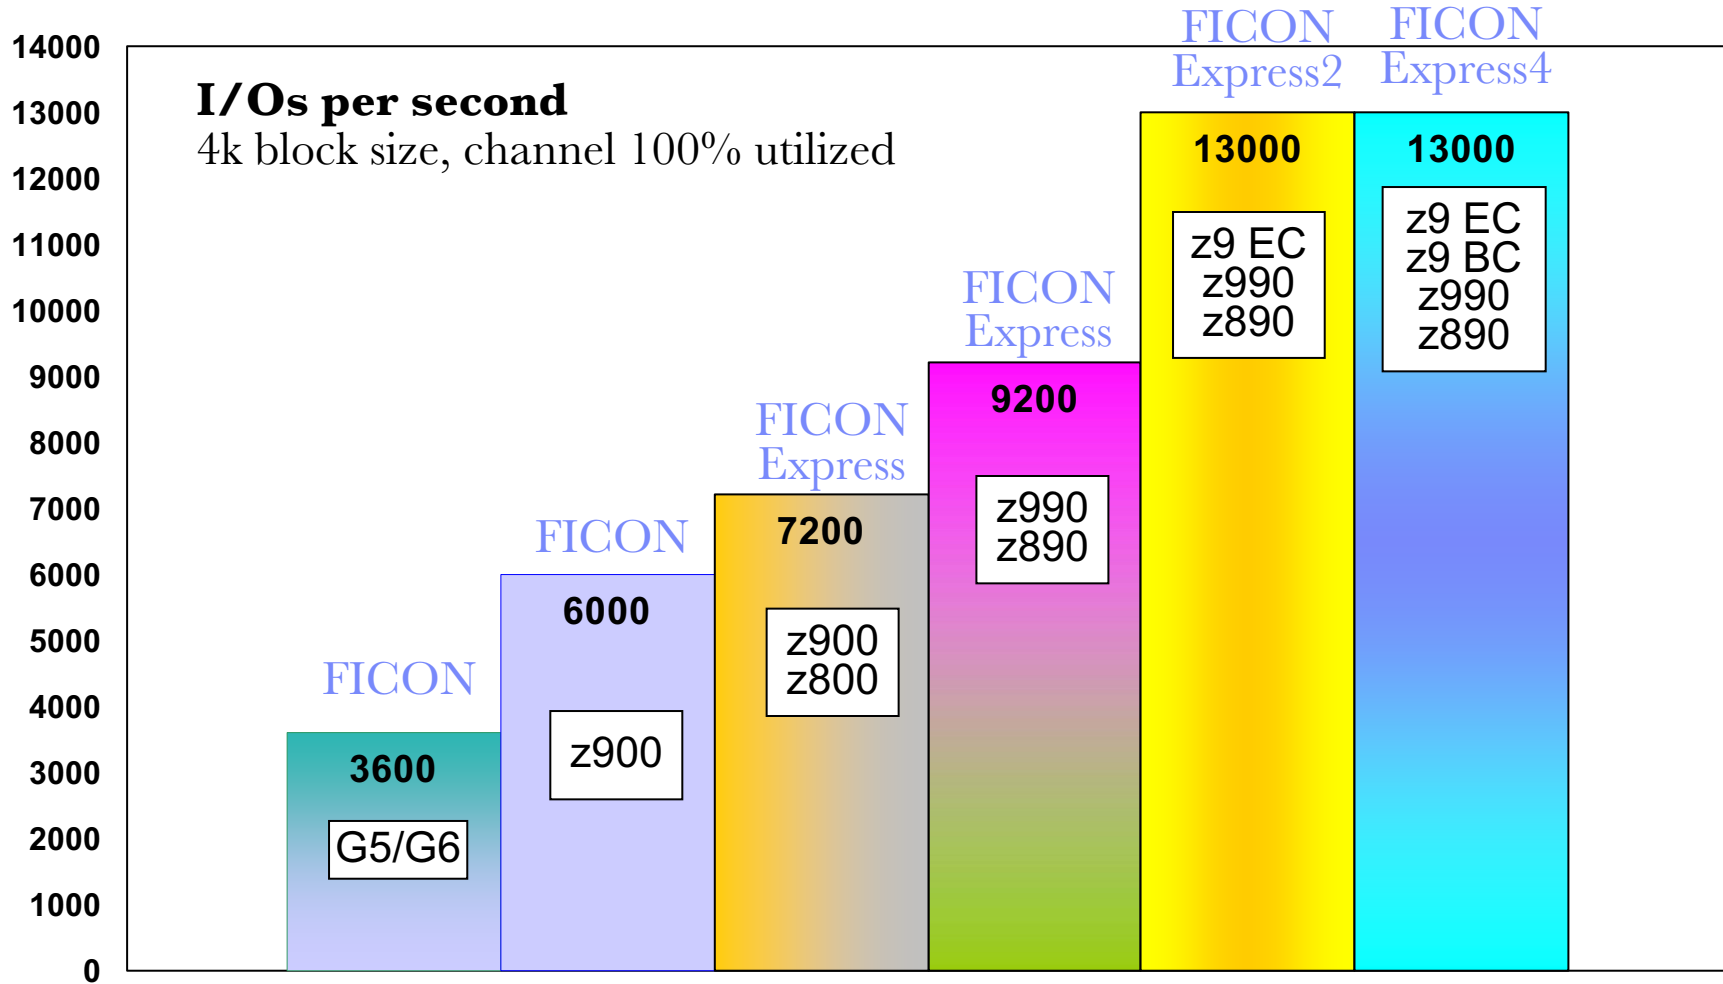 14000
13000
12000
11000
10000
9000
8000
7000
6000
5000
4000
3000
2000
1000
0
I/Os per second
4k block size, channel 100% utilized
FICON
3600
G5/G6
FICON
6000
z900
FICON
Express
7200
z900
z800
FICON
Express
9200
z990
z890
FICON
Express2
13000
z9 EC
z990
z890
FICON
Express4
13000
z9 EC
z9 BC
z990
z890